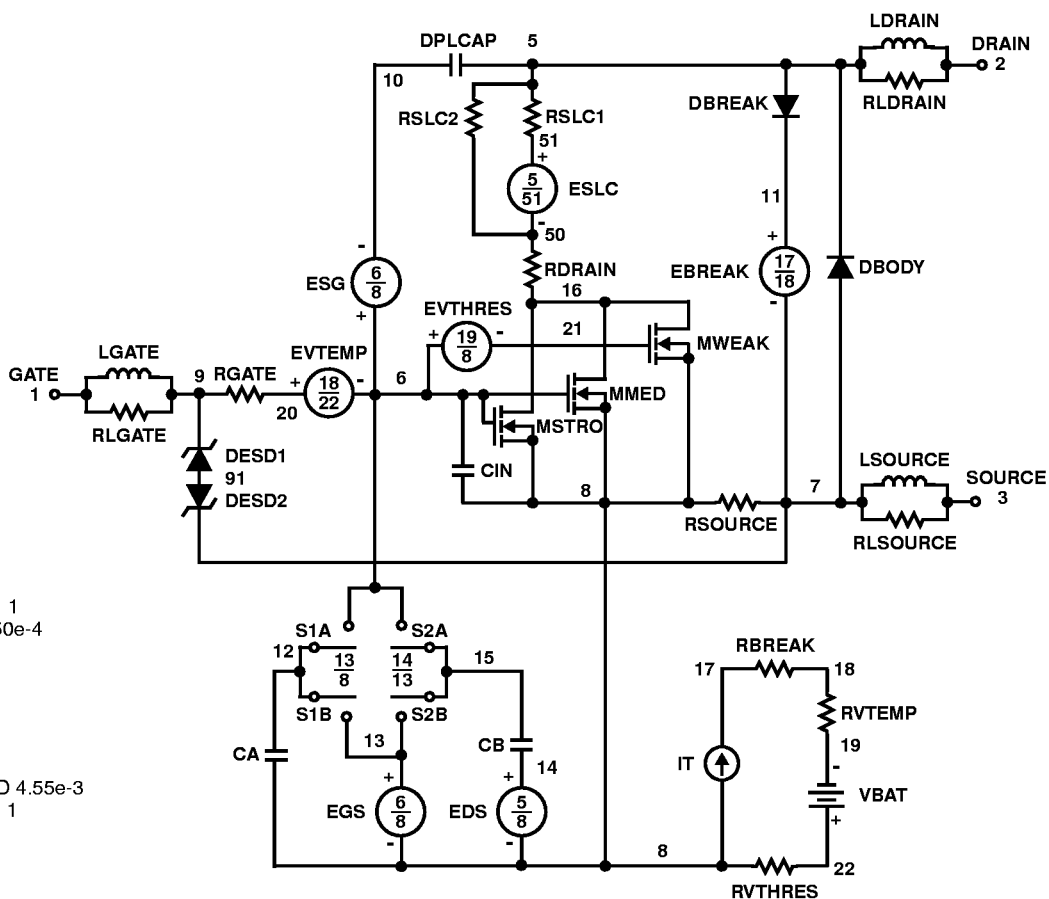 LDRAIN
DPLCAP 5 DRAIN
10 2
RLDRAIN
DBREAK
RSLC2 RSLC1
51
+
5
51 ESLC
11
-
50
- +
RDRAIN 17
18
6
8 ESG EBREAK DBODY
16
+ EVTHRES -
+ 19
8 - 21
MWEAK
LGATE EVTEMP
GATE 9 RGATE + 18
22 - 6
1 20 MMED
RLGATE MSTRO
DESD1 LSOURCE
91 CIN SOURCE
DESD2 8 7 3
RSOURCE
RLSOURCE
1
50e-4
S1A S2A
12 13
8 14
13 15
RBREAK
17 18
S1B S2B
13 RVTEMP
CA CB 19
+ + 14 IT -
VBAT
D 4.55e-3
1
EGS 6
8 EDS 5
8 +
- -
8 22
RVTHRES